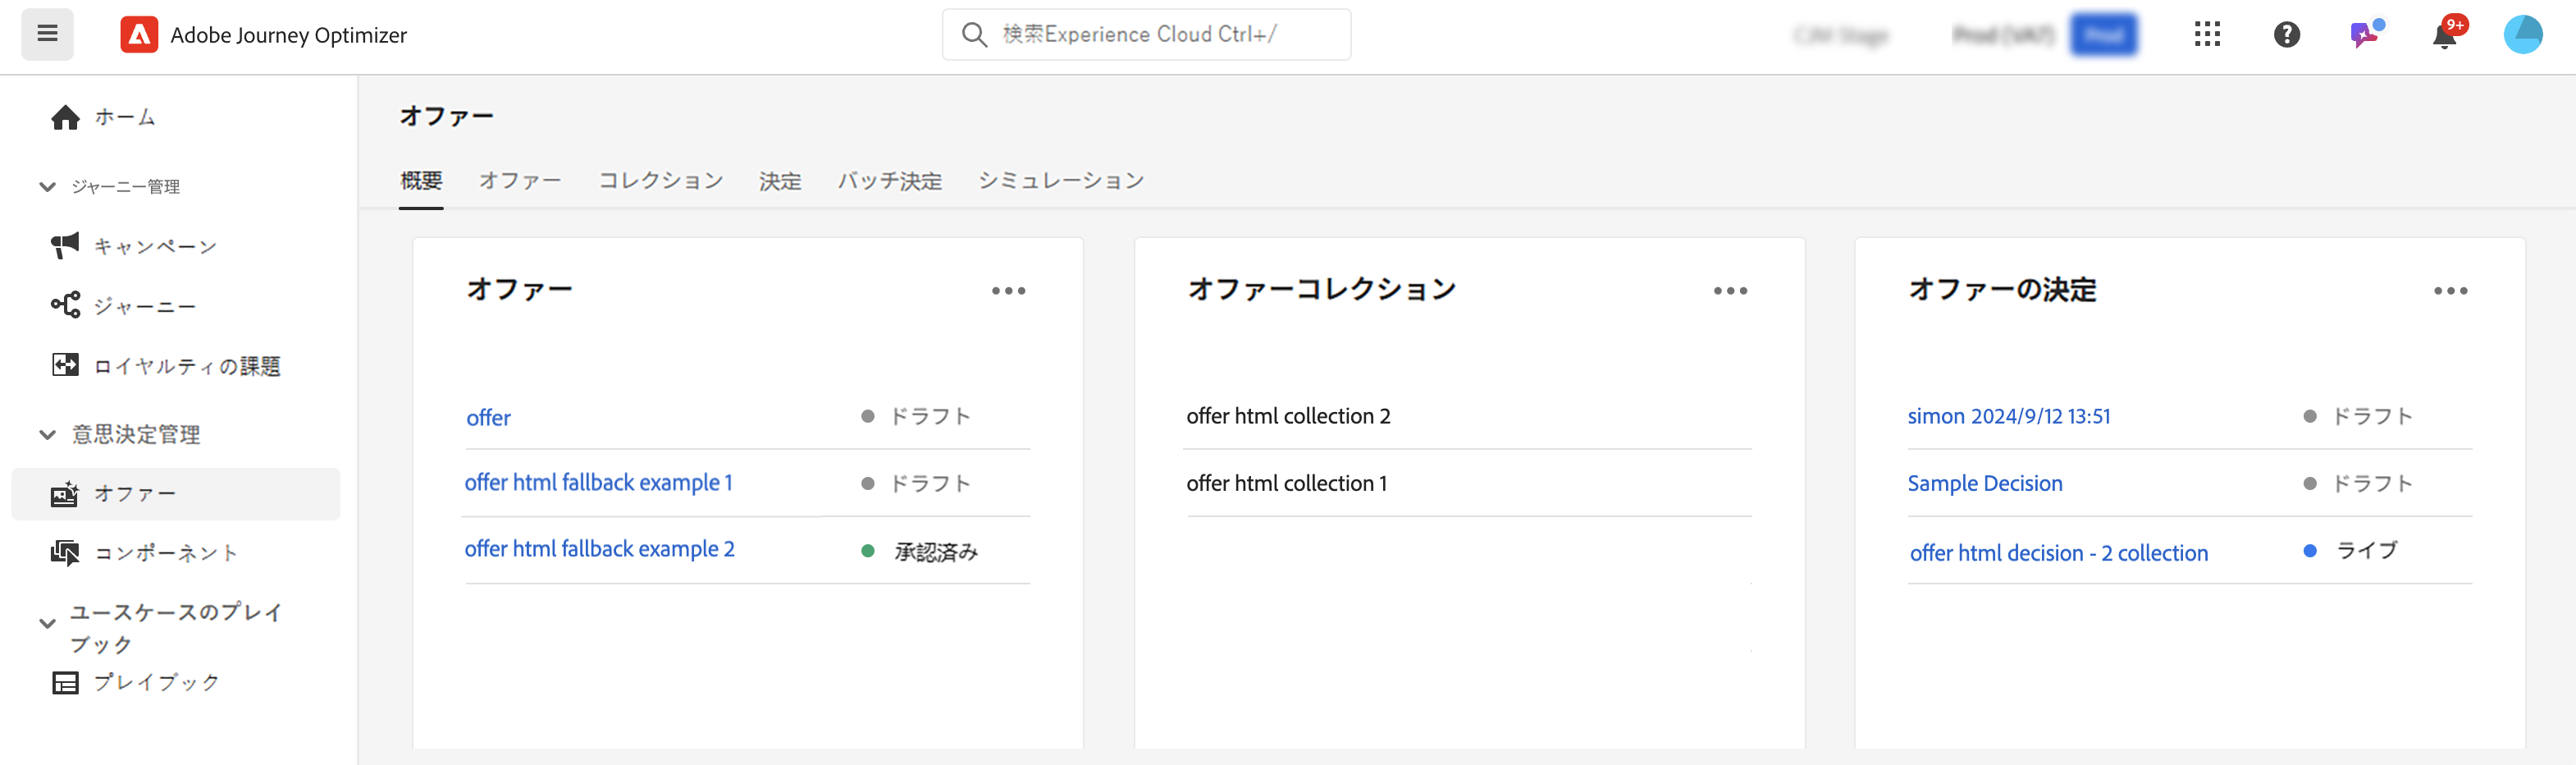 Adobe Journey Optimizer
検索Experience Cloud Ctrl+/
9+
ホーム
ジャーニー管理
キャンペーン
ジャーニー
ロイヤルティの課題
意思決定管理
オファー
コンポーネント
ユースケースのプレイ
ブック
プレイブック
オファー
概要 オファー コレクション 決定 バッチ決定 シミュレーション
オファー
offer ドラフト
offer html fallback example 1 ドラフト
offer html fallback example 2 承認済み
オファーコレクション
offer html collection 2
offer html collection 1
オファーの決定
simon 2024/9/12 13:51 ドラフト
Sample Decision ドラフト
offer html decision - 2 collection ライブ